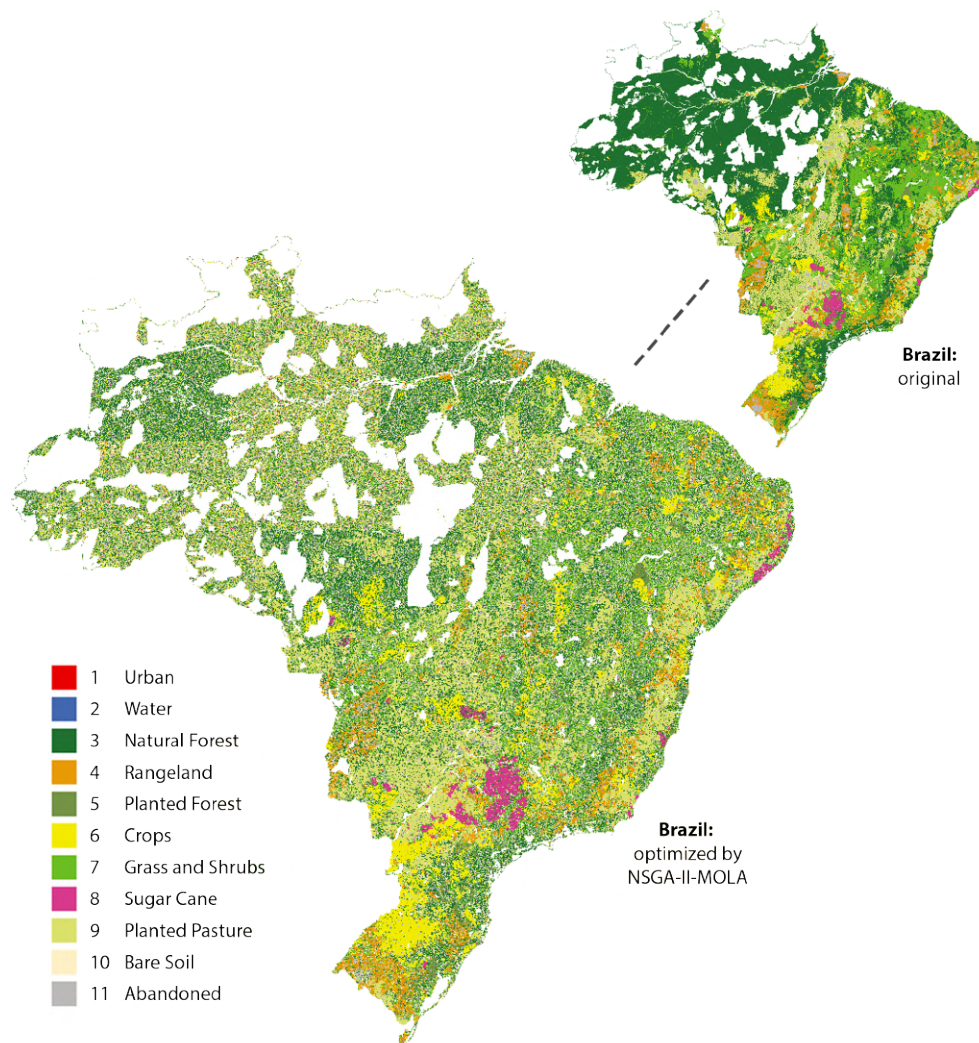 Brazil:
original
1 Urban
2 Water
3 Natural Forest
4 Rangeland
5 Planted Forest
6 Crops
7 Grass and Shrubs
8 Sugar Cane
9 Planted Pasture
10 Bare Soil
11 Abandoned
Brazil:
optimized by
NSGA-II-MOLA